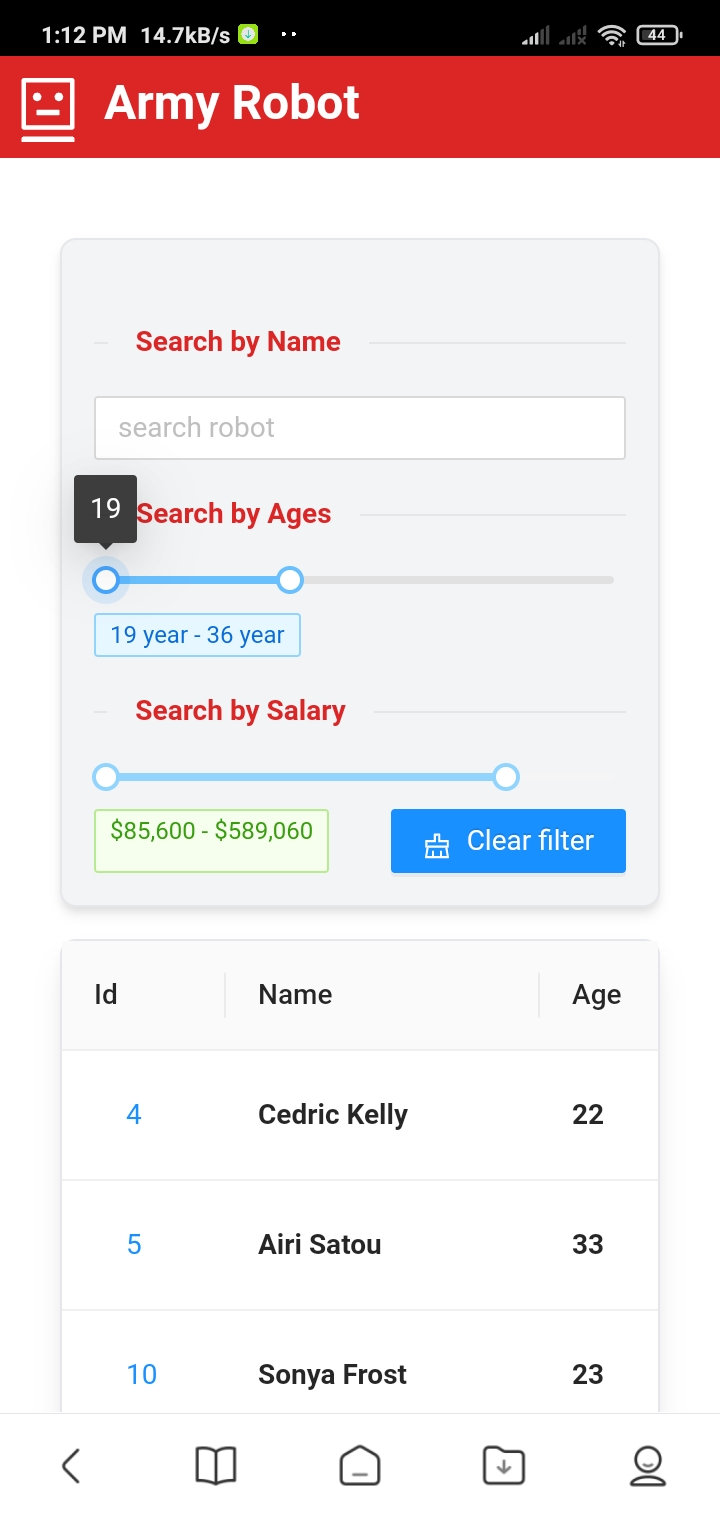 1:12 PM 14.7kB/s 44
Army Robot
Search by Name
search robot
19
Search by Ages
19 year - 36 year
Search by Salary
$85,600 - $589,060
Clear filter
Id Name Age
4 Cedric Kelly 22
5 Airi Satou 33
10 Sonya Frost 23